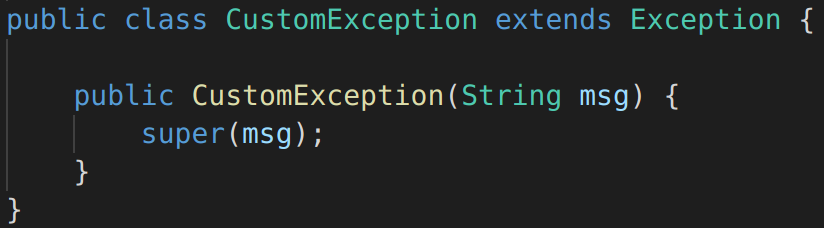 public class CustomException extends Exception {
public CustomException(String msg) {
super(msg);
}
}